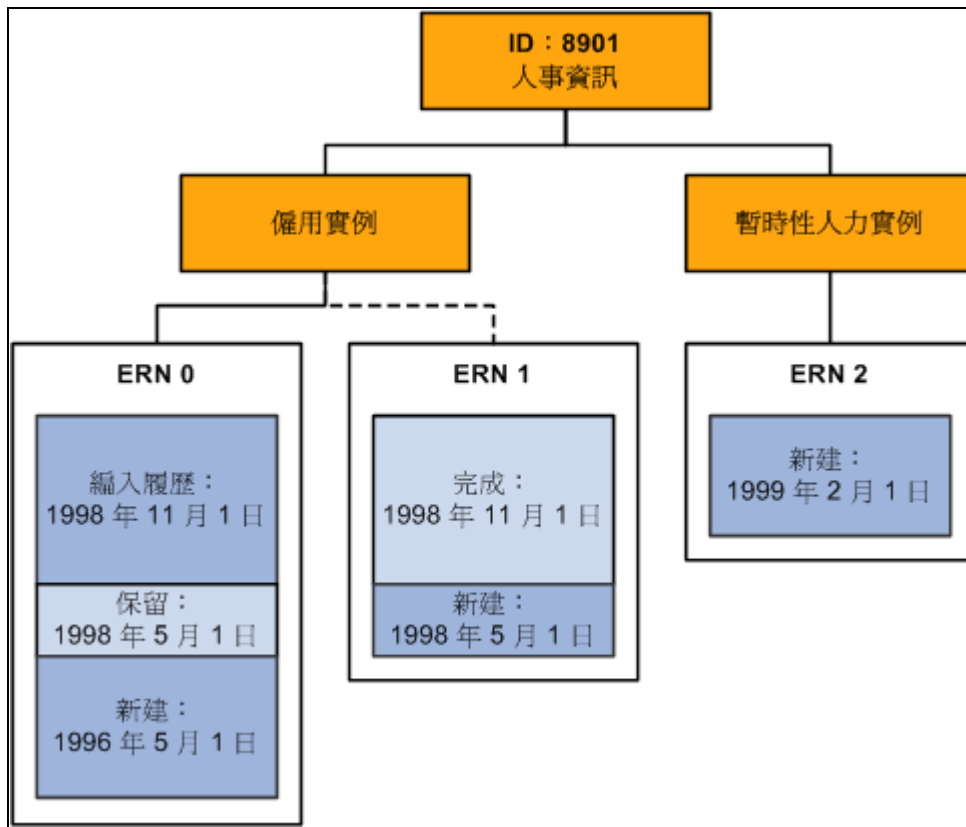 ID：8901
人事資訊
僱用實例
暫時性人力實例
ERN 0
編入履歷：
1998 年 11 月 1 日
保留：
1998 年 5 月 1 日
新建：
1996 年 5 月 1 日
ERN 1
完成：
1998 年 11 月 1 日
新建：
1998 年 5 月 1 日
ERN 2
新建：
1999 年 2 月 1 日